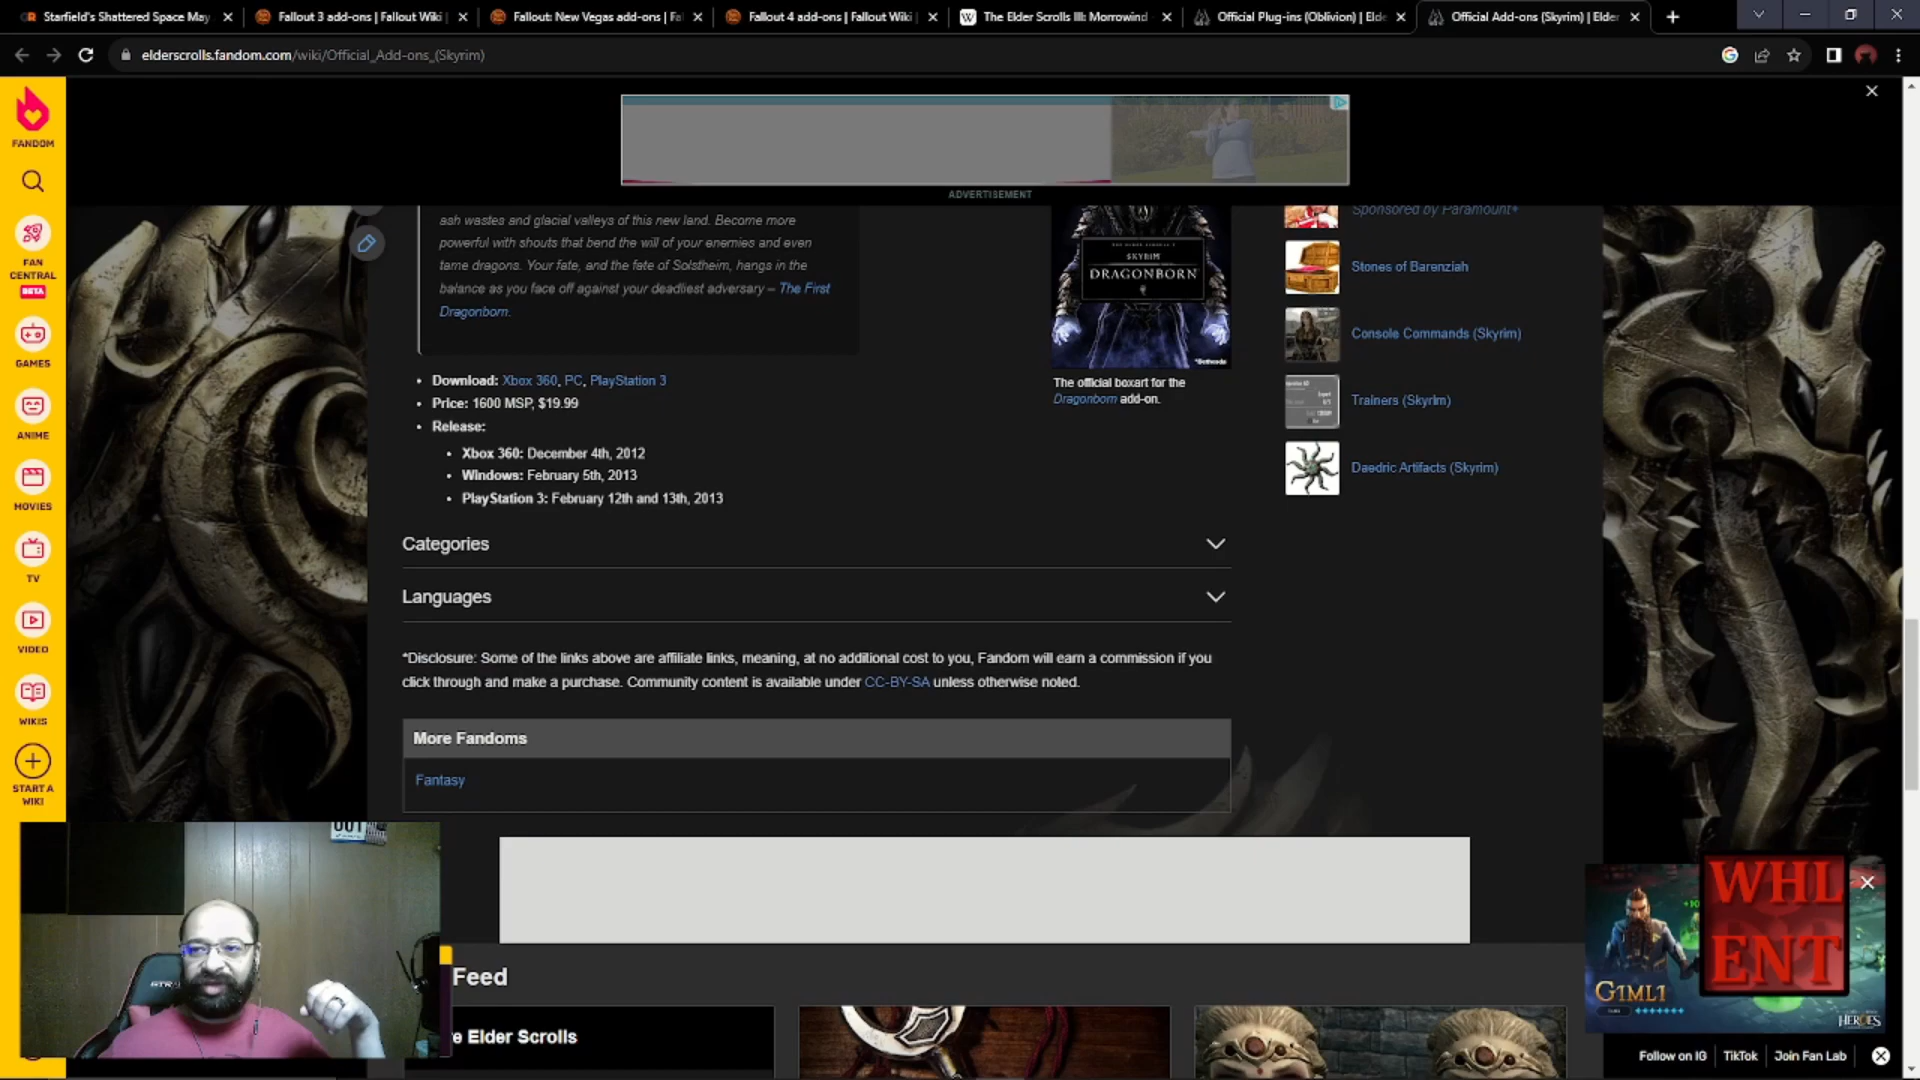 Starfield's Shattered Space May
Fallout 3 add-ons | Fallout Wiki |
Fallout: New Vegas add-ons | Fal
Fallout 4 add-ons | Fallout Wiki |
The Elder Scrolls III: Morrowind
Official Plug-ins (Oblivion) | Elde
Official Add-ons (Skyrim) | Elder
elderscrolls.fandom.com/wiki/Official_Add-ons_(Skyrim)
FANDOM
FAN
CENTRAL
BETA
GAMES
ANIME
MOVIES
TV
VIDEO
WIKIS
START A
WIKI
ADVERTISEMENT
ash wastes and glacial valleys of this new land. Become more
powerful with shouts that bend the will of your enemies and even
tame dragons. Your fate, and the fate of Solstheim, hangs in the
balance as you face off against your deadliest adversary – The First
Dragonborn.
Download: Xbox 360, PC, PlayStation 3
Price: 1600 MSP, $19.99
Release:
Xbox 360: December 4th, 2012
Windows: February 5th, 2013
PlayStation 3: February 12th and 13th, 2013
SKYRIM
DRAGONBORN
Bethesda
The official boxart for the
Dragonborn add-on.
Sponsored by Paramount+
Stones of Barenziah
Console Commands (Skyrim)
Trainers (Skyrim)
Daedric Artifacts (Skyrim)
Categories
Languages
*Disclosure: Some of the links above are affiliate links, meaning, at no additional cost to you, Fandom will earn a commission if you
click through and make a purchase. Community content is available under CC-BY-SA unless otherwise noted.
More Fandoms
Fantasy
Feed
e Elder Scrolls
WHL
ENT
GIMLI
HEROES
Follow on IG
TikTok
Join Fan Lab